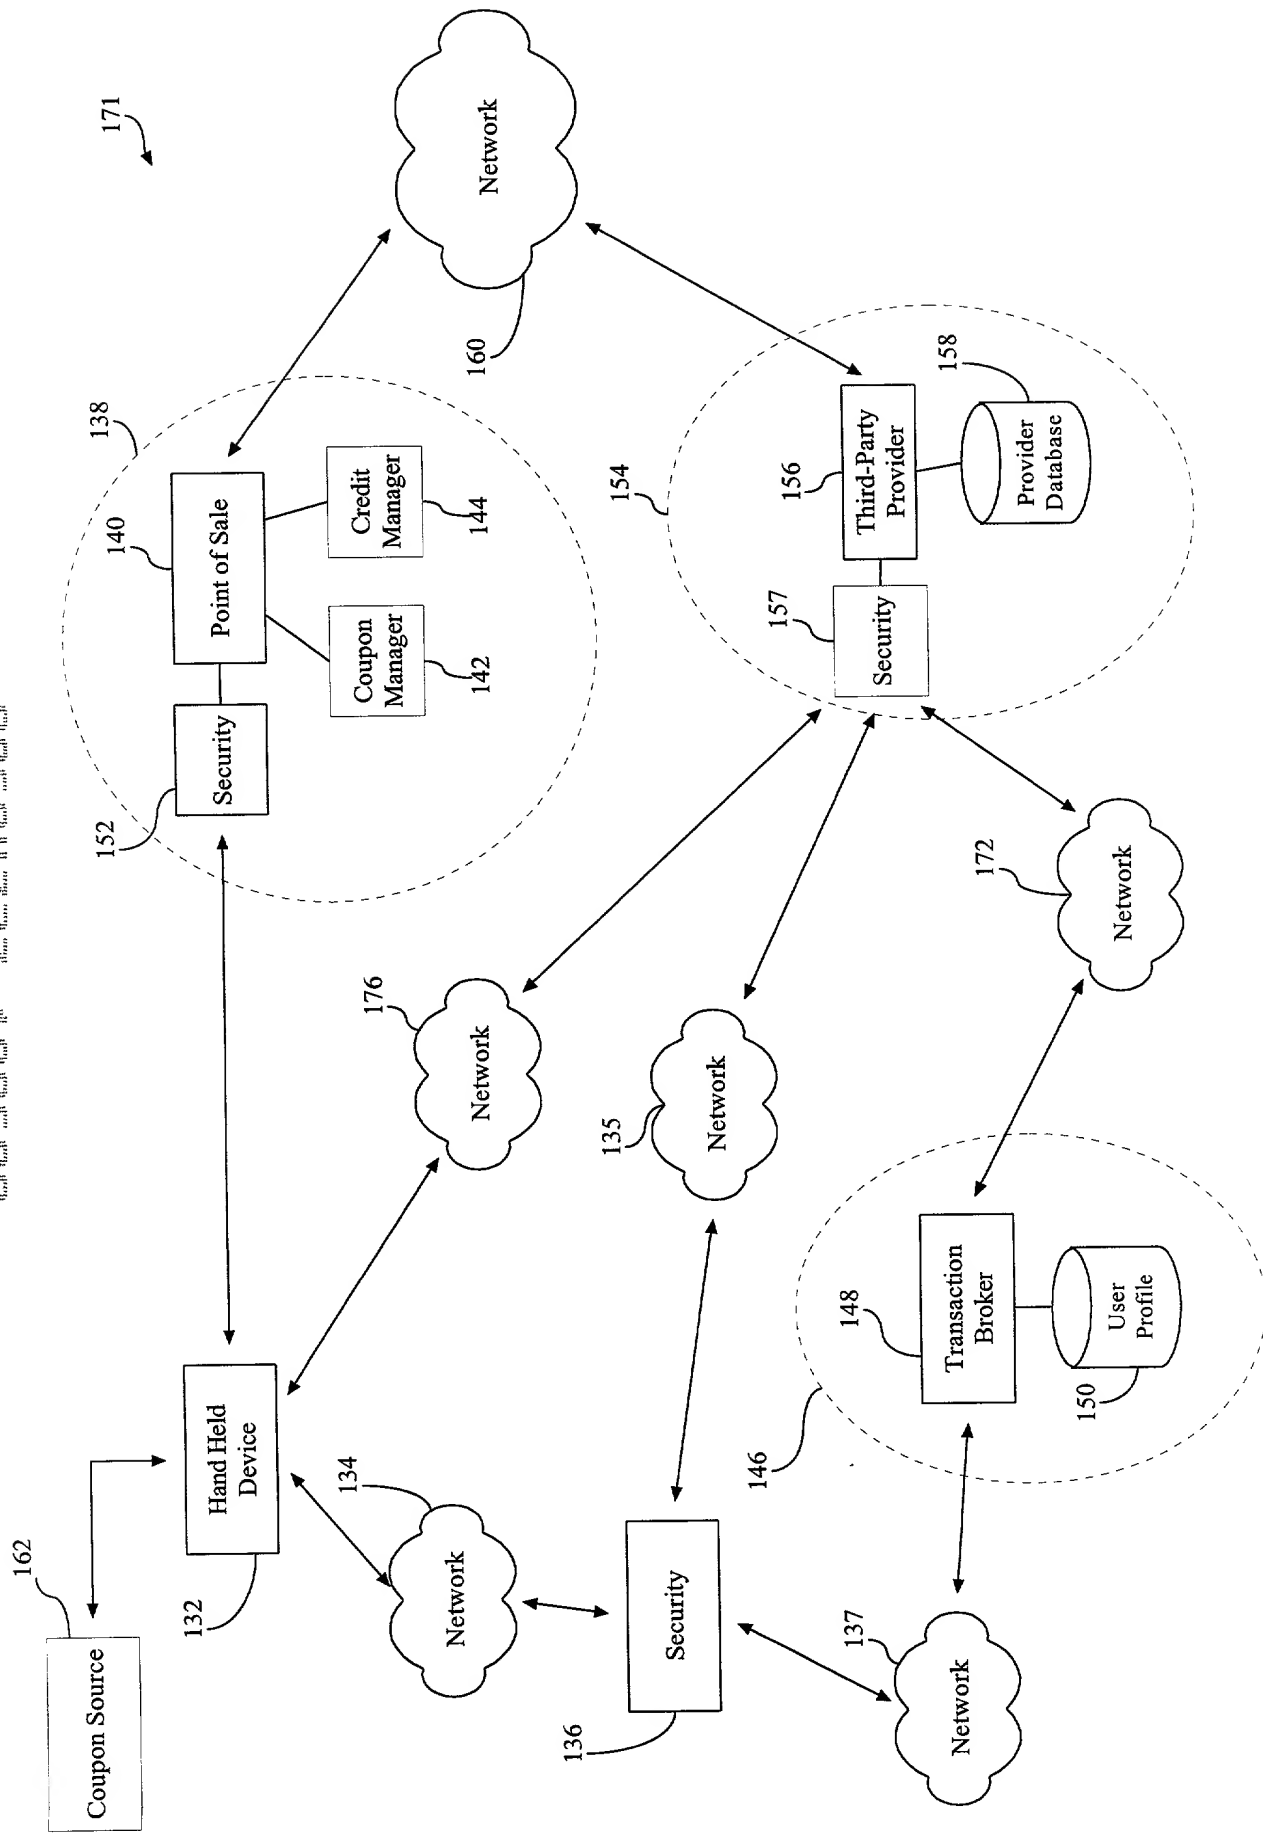 171
Coupon Source
162
Hand Held
Device
132
Security
152
Point of Sale
140
138
Coupon
Manager
142
Credit
Manager
144
Network
160
Network
134
Network
176
Security
136
Network
135
Security
157
Third-Party
Provider
156
154
Provider
Database
158
Network
137
Transaction
Broker
148
146
User
Profile
150
Network
172